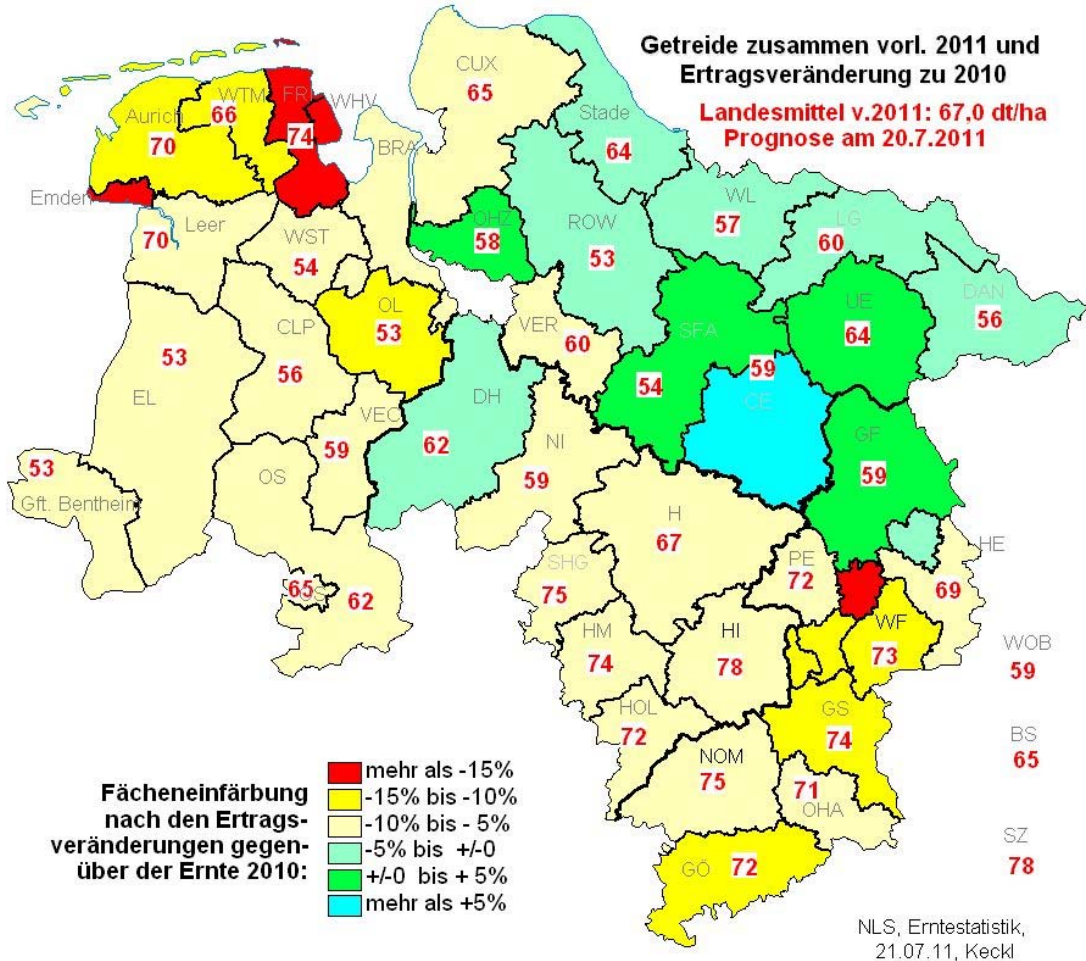 Getreide zusammen vorl. 2011 und
Ertragsveränderung zu 2010
Landesmittel v.2011: 67,0 dt/ha
Prognose am 20.7.2011
CUX
65
Stade
64
WTM
66
FRI
WHV
74
Aurich
70
BRA
Emden
Leer
70
WST
54
OHZ
58
ROW
53
WL
57
LG
60
DAN
56
UE
64
SFA
54
59
CE
VER
60
OL
53
CLP
56
EL
53
VEC
59
DH
62
NI
59
GF
59
53
Gft. Bentheim
OS
62
65
OS
H
67
PE
72
HE
69
SHG
75
HM
74
HI
78
WF
73
WOB
59
HOL
72
NOM
75
GS
74
BS
65
71
OHA
GÖ
72
SZ
78
Fächeneinfärbung
nach den Ertrags-
veränderungen gegen-
über der Ernte 2010:
mehr als -15%
-15% bis -10%
-10% bis - 5%
-5% bis +/-0
+/-0 bis + 5%
mehr als +5%
NLS, Erntestatistik,
21.07.11, Keckl